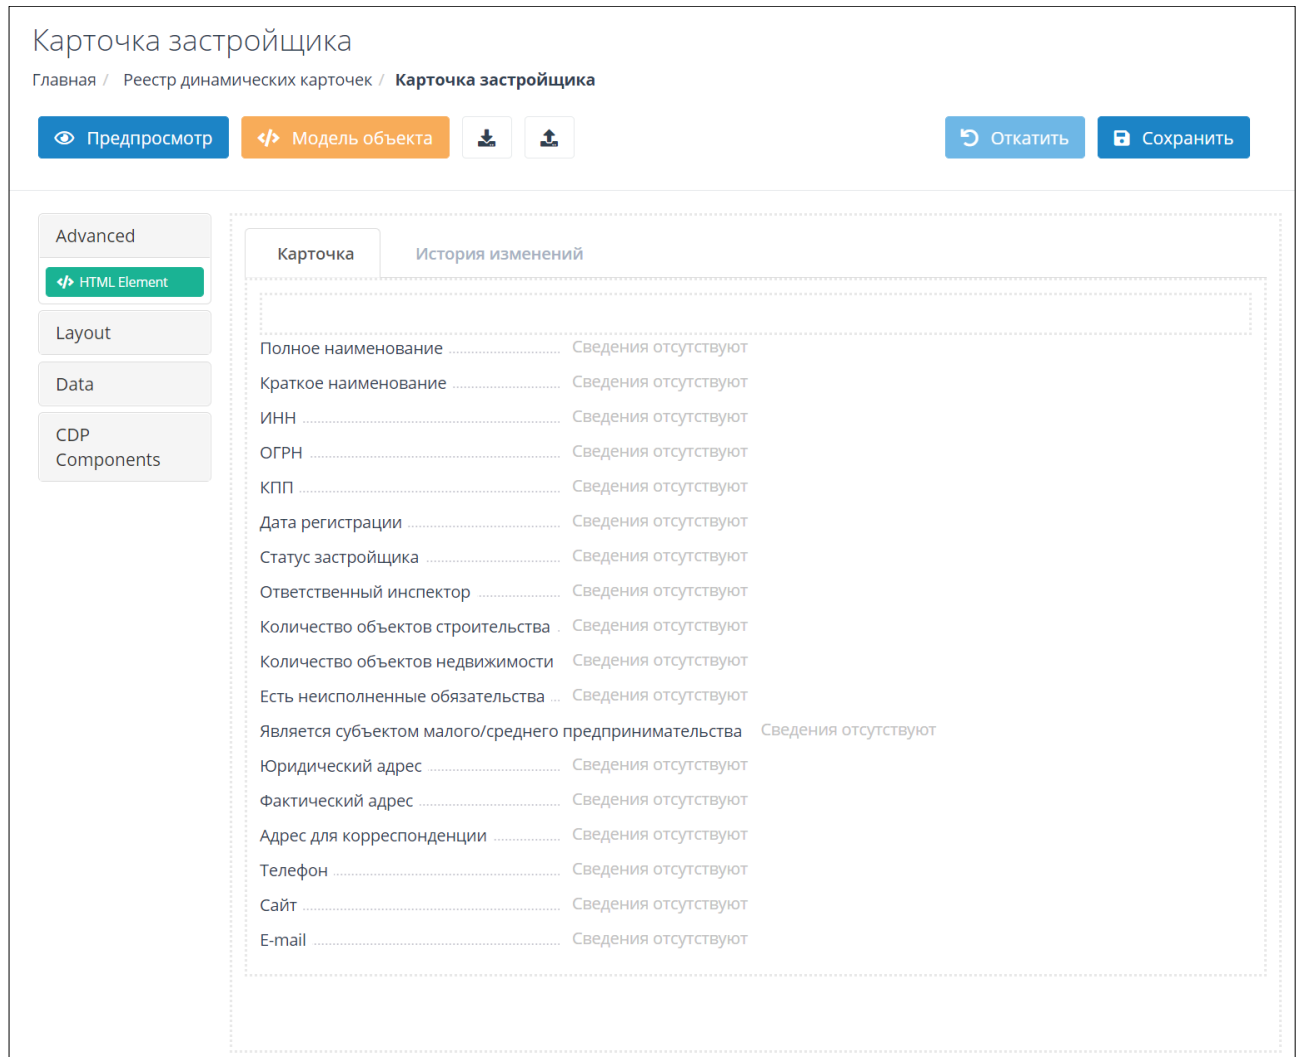 Карточка застройщика
Главная / Реестр динамических карточек / Карточка застройщика
Предпросмотр </> Модель объекта Откатить Сохранить
Advanced
</> HTML Element
Layout
Data
CDP
Components
Карточка История изменений
Полное наименование Сведения отсутствуют
Краткое наименование Сведения отсутствуют
ИНН Сведения отсутствуют
ОГРН Сведения отсутствуют
КПП Сведения отсутствуют
Дата регистрации Сведения отсутствуют
Статус застройщика Сведения отсутствуют
Ответственный инспектор Сведения отсутствуют
Количество объектов строительства Сведения отсутствуют
Количество объектов недвижимости Сведения отсутствуют
Есть неисполненные обязательства Сведения отсутствуют
Является субъектом малого/среднего предпринимательства Сведения отсутствуют
Юридический адрес Сведения отсутствуют
Фактический адрес Сведения отсутствуют
Адрес для корреспонденции Сведения отсутствуют
Телефон Сведения отсутствуют
Сайт Сведения отсутствуют
E-mail Сведения отсутствуют